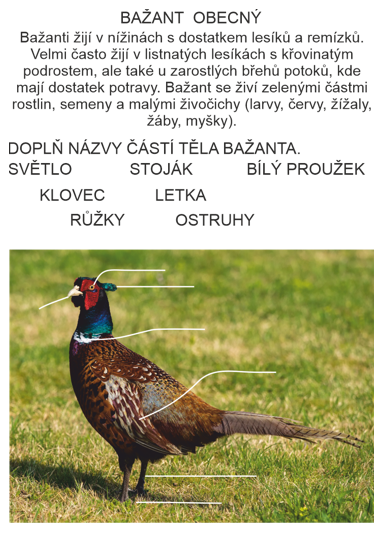 BAŽANT OBECNÝ
Bažanti žijí v nížinách s dostatkem lesíků a remízků.
Velmi často žijí v listnatých lesíkách s křovinatým
podrostem, ale také u zarostlých břehů potoků, kde
mají dostatek potravy. Bažant se živí zelenými částmi
rostlin, semeny a malými živočichy (larvy, červy, žížaly,
žáby, myšky).
DOPLŇ NÁZVY ČÁSTÍ TĚLA BAŽANTA.
SVĚTLO STOJÁK BÍLÝ PROUŽEK
KLOVEC LETKA
RŮŽKY OSTRUHY